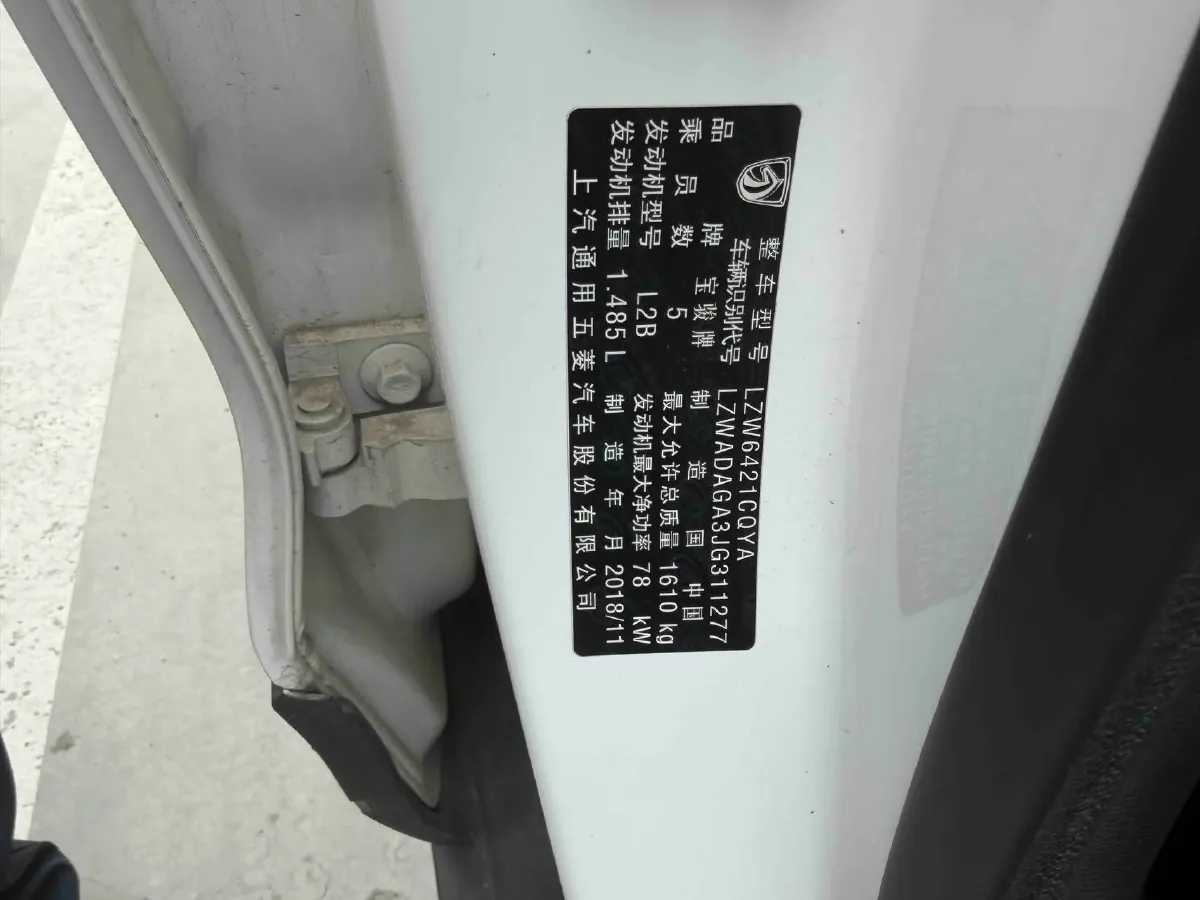 整车型号 LZW6421CQYA
车辆识别代号 LZWADAGA3JG311277
品牌 宝骏牌 制造国 中国
乘员数 5 最大允许总质量 1610 kg
发动机型号 L2B 发动机最大净功率 78 kW
发动机排量 1.485 L 制造年月 2018/11
上汽通用五菱汽车股份有限公司